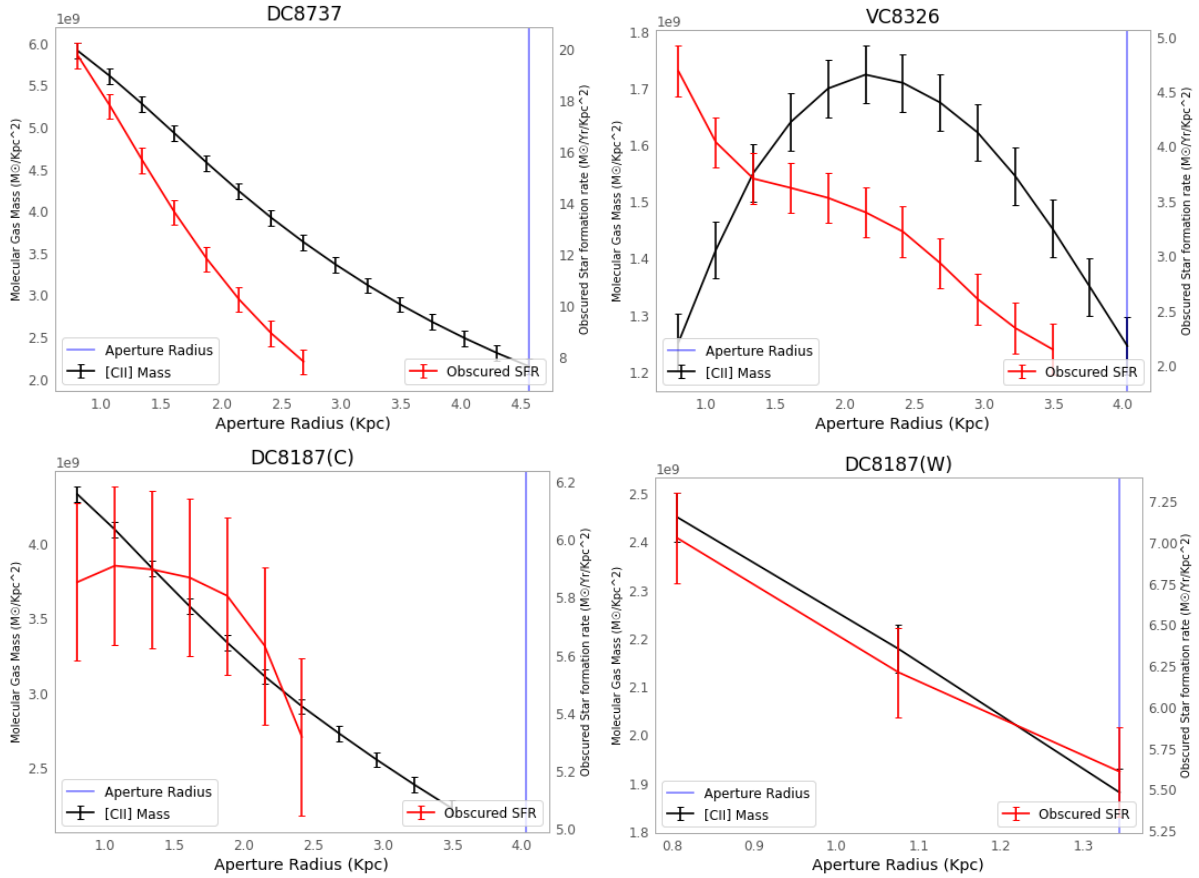 DC8737
1e9
6.0
5.5
5.0
4.5
4.0
3.5
3.0
2.5
2.0
Molecular Gas Mass (M☉/Kpc^2)
20
18
16
14
12
10
8
Obscured Star formation rate (M☉/Yr/Kpc^2)
Aperture Radius
[CII] Mass
Obscured SFR
1.0 1.5 2.0 2.5 3.0 3.5 4.0 4.5
Aperture Radius (Kpc)
VC8326
1e9
1.8
1.7
1.6
1.5
1.4
1.3
1.2
Molecular Gas Mass (M☉/Kpc^2)
5.0
4.5
4.0
3.5
3.0
2.5
2.0
Obscured Star formation rate (M☉/Yr/Kpc^2)
Aperture Radius
[CII] Mass
Obscured SFR
1.0 1.5 2.0 2.5 3.0 3.5 4.0
Aperture Radius (Kpc)
DC8187(C)
1e9
4.0
3.5
3.0
2.5
Molecular Gas Mass (M☉/Kpc^2)
6.2
6.0
5.8
5.6
5.4
5.2
5.0
Obscured Star formation rate (M☉/Yr/Kpc^2)
Aperture Radius
[CII] Mass
Obscured SFR
1.0 1.5 2.0 2.5 3.0 3.5 4.0
Aperture Radius (Kpc)
DC8187(W)
1e9
2.5
2.4
2.3
2.2
2.1
2.0
1.9
1.8
Molecular Gas Mass (M☉/Kpc^2)
7.25
7.00
6.75
6.50
6.25
6.00
5.75
5.50
5.25
Obscured Star formation rate (M☉/Yr/Kpc^2)
Aperture Radius
[CII] Mass
Obscured SFR
0.8 0.9 1.0 1.1 1.2 1.3
Aperture Radius (Kpc)